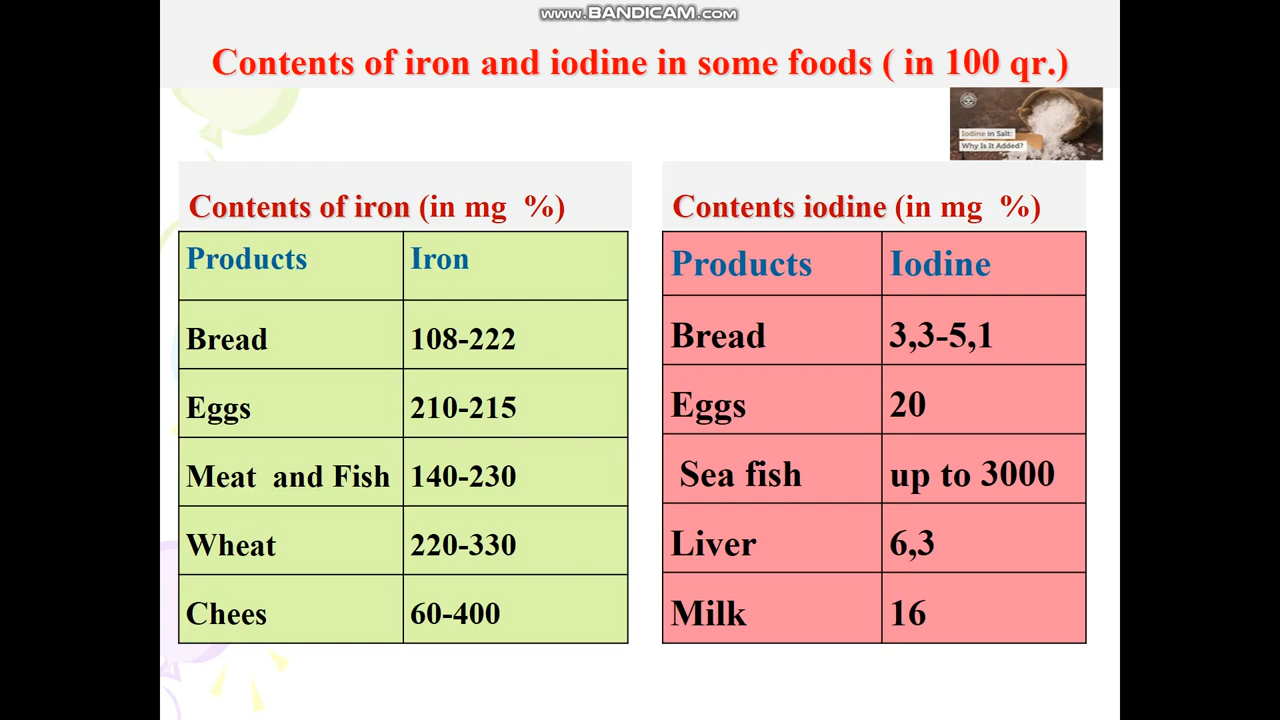 www.BANDICAM.com
Contents of iron and iodine in some foods ( in 100 qr.)
Iodine in Salt:
Why Is It Added?
Contents of iron (in mg %)
Products Iron
Bread 108-222
Eggs 210-215
Meat and Fish 140-230
Wheat 220-330
Chees 60-400
Contents iodine (in mg %)
Products Iodine
Bread 3,3-5,1
Eggs 20
Sea fish up to 3000
Liver 6,3
Milk 16